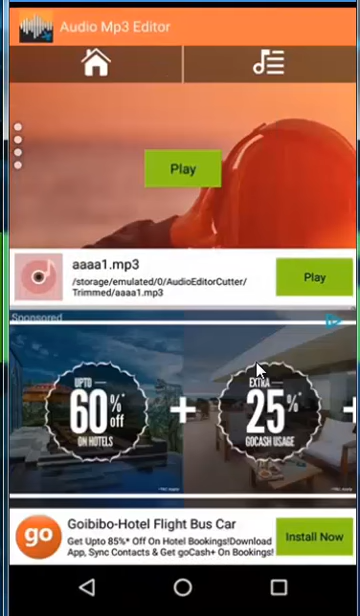 Audio Mp3 Editor
Play
aaaa1.mp3
/storage/emulated/0/AudioEditorCutter/
Trimmed/aaaa1.mp3
Play
Sponsored
UPTO
60%*
off
ON HOTELS
+
EXTRA
25%*
GOCASH USAGE
+
go
Goibibo-Hotel Flight Bus Car
Get Upto 85%* Off On Hotel Bookings!Download
App, Sync Contacts & Get goCash+ On Bookings!
Install Now